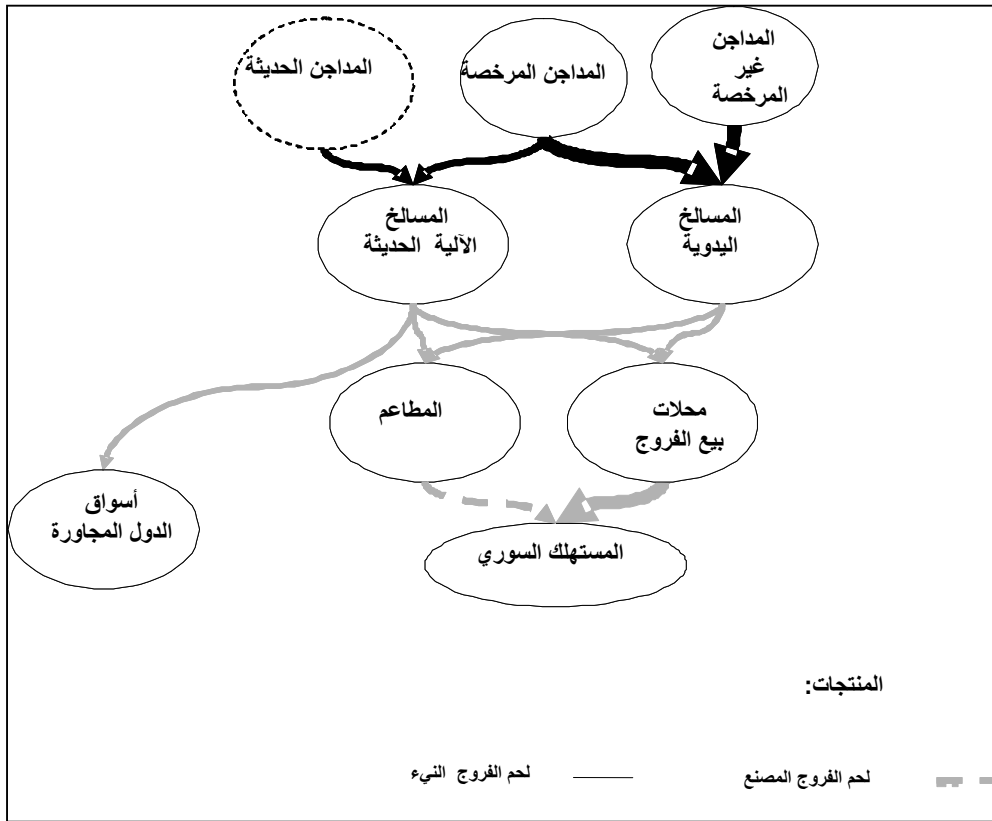 المداجن
غير
المرخصة
المداجن المرخصة
المداجن الحديثة
المسالخ
اليدوية
المسالخ
الآلية الحديثة
محلات
بيع الفروج
المطاعم
أسواق
الدول المجاورة
المستهلك السوري
المنتجات:
لحم الفروج المصنع
لحم الفروج النيء